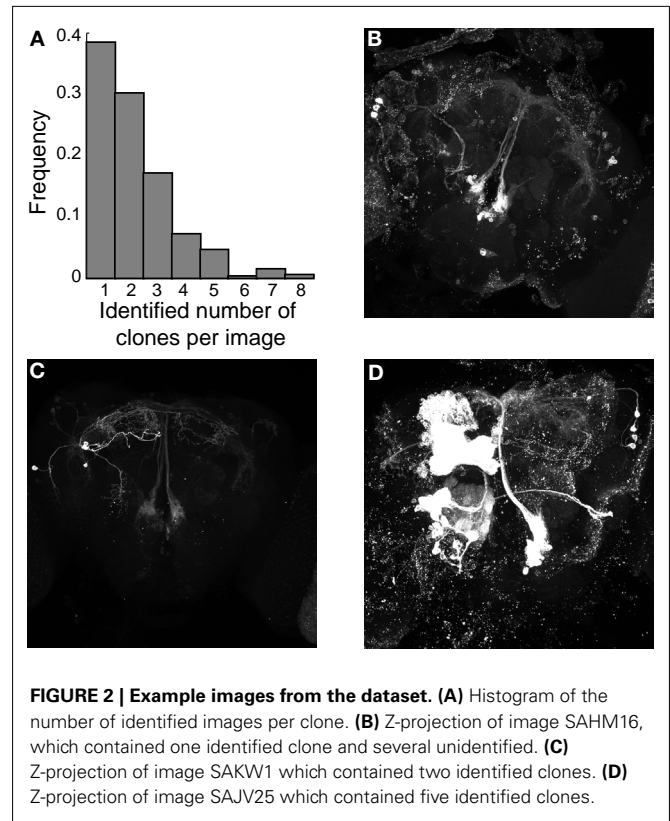 A
0.4
0.3
0.2
0.1
0
Frequency
1 2 3 4 5 6 7 8
Identified number of
clones per image
B
C
D
FIGURE 2 | Example images from the dataset. (A) Histogram of the
number of identified images per clone. (B) Z-projection of image SAHM16,
which contained one identified clone and several unidentified. (C)
Z-projection of image SAKW1 which contained two identified clones. (D)
Z-projection of image SAJV25 which contained five identified clones.